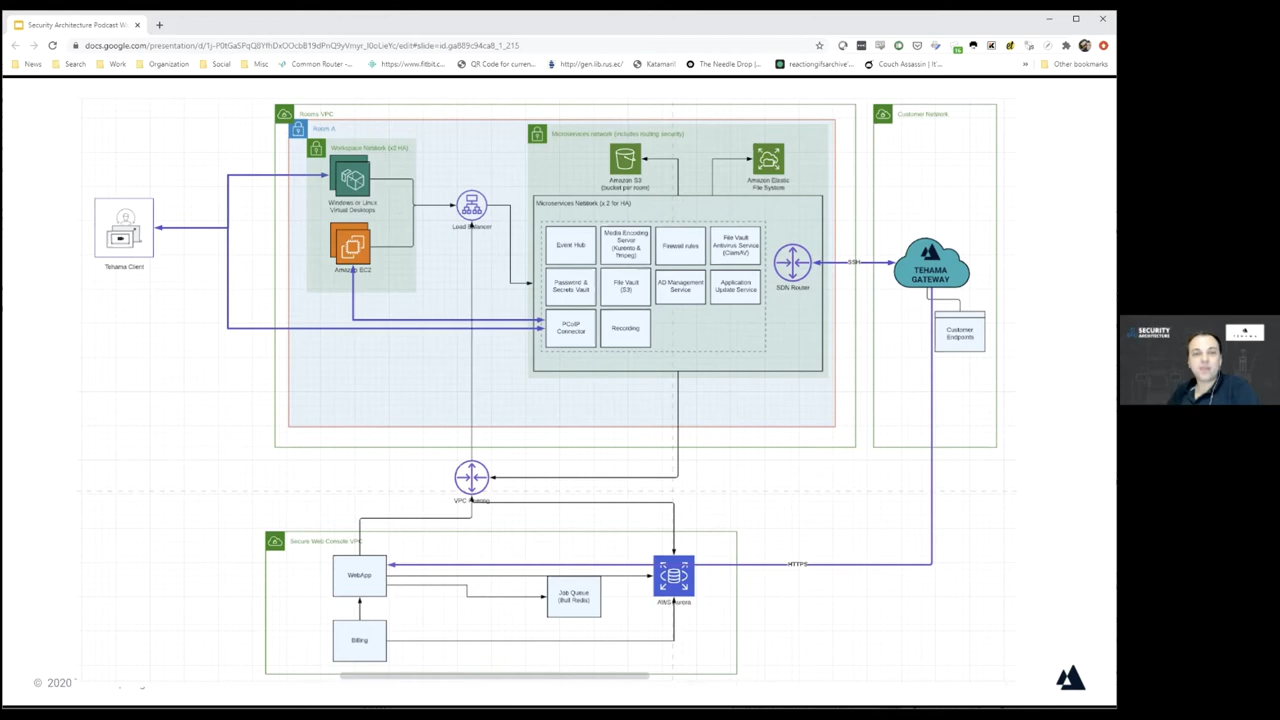 Security Architecture Podcast W
docs.google.com/presentation/d/1j-P0tGaSPqQ8YfhDxOOcbB19dPnQ9yVmyr_I0oLieYc/edit#slide=id.ga889c94ca8_1_215
News Search Work Organization Social Misc Common Router -... https://www.fitbit.c... QR Code for curren... http://gen.lib.rus.ec/ Katamari The Needle Drop |... reactiongifsarchive'... Couch Assassin | It'... » Other bookmarks
Rooms VPC
Customer Network
Room A
Workspace Network (x2 HA)
Microservices network (includes routing security)
Amazon S3
(bucket per room)
Amazon Elastic
File System
Windows or Linux
Virtual Desktops
Microservices Network (x 2 for HA)
Load Balancer
Tehama Client
Amazon EC2
Event Hub
Media Encoding
Server
(Kurento &
ffmpeg)
Firewall rules
File Vault
Antivirus Service
(ClamAV)
Password &
Secrets Vault
File Vault
(S3)
AD Management
Service
Application
Update Service
PCoIP
Connector
Recording
SDN Router
SSH
TEHAMA
GATEWAY
Customer
Endpoints
SECURITY
ARCHITECTURE
TEHAMA
VPC
Secure Web Console VPC
WebApp
Job Queue
(Bull Redis)
AWS Aurora
HTTPS
Billing
© 2020